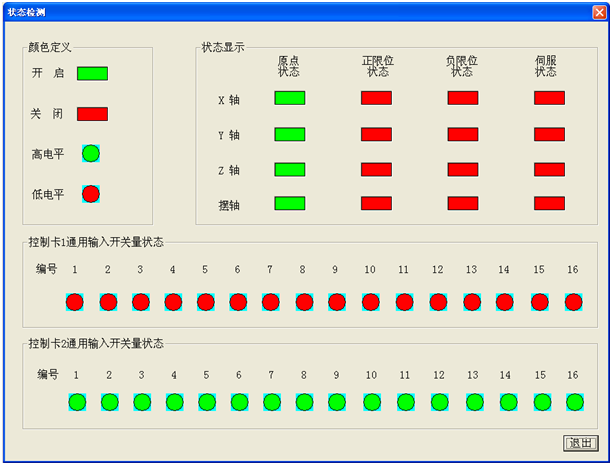 状态检测
颜色定义
开 启
关 闭
高电平
低电平
状态显示
原点状态 正限位状态 负限位状态 伺服状态
X 轴
Y 轴
Z 轴
摆轴
控制卡1通用输入开关量状态
编号 1 2 3 4 5 6 7 8 9 10 11 12 13 14 15 16
控制卡2通用输入开关量状态
编号 1 2 3 4 5 6 7 8 9 10 11 12 13 14 15 16
退出